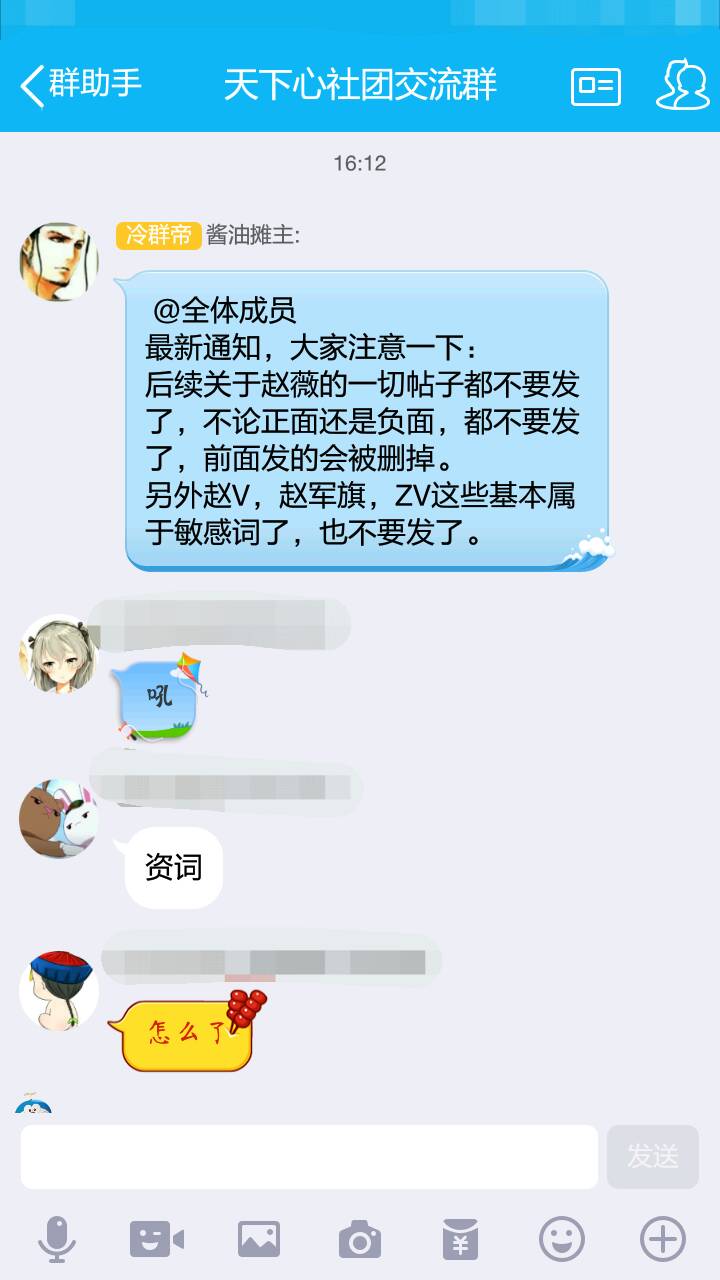 群助手
天下心社团交流群
16:12
冷群帝 酱油摊主:
@全体成员
最新通知，大家注意一下：
后续关于赵薇的一切帖子都不要发
了，不论正面还是负面，都不要发
了，前面发的会被删掉。
另外赵V，赵军旗，ZV这些基本属
于敏感词了，也不要发了。
吼
资词
怎么了
发送